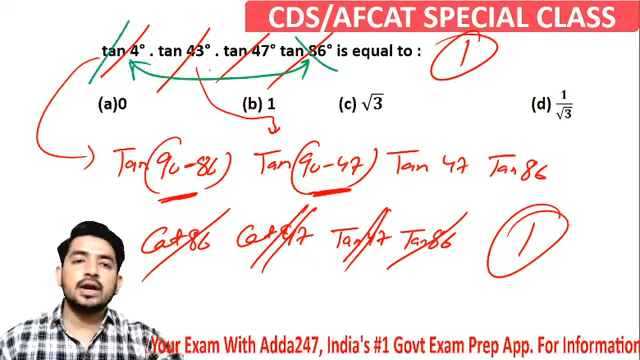 CDS/AFCAT SPECIAL CLASS
tan 4° . tan 43° . tan 47° tan 86° is equal to : 1
(a)0 (b) 1 (c) √3 (d) 1/√3
Tan(90-86) Tan(90-47) Tan 47 Tan 86
Cot 86 Cot 47 Tan 47 Tan 86 1
Your Exam With Adda247, India's #1 Govt Exam Prep App. For Information